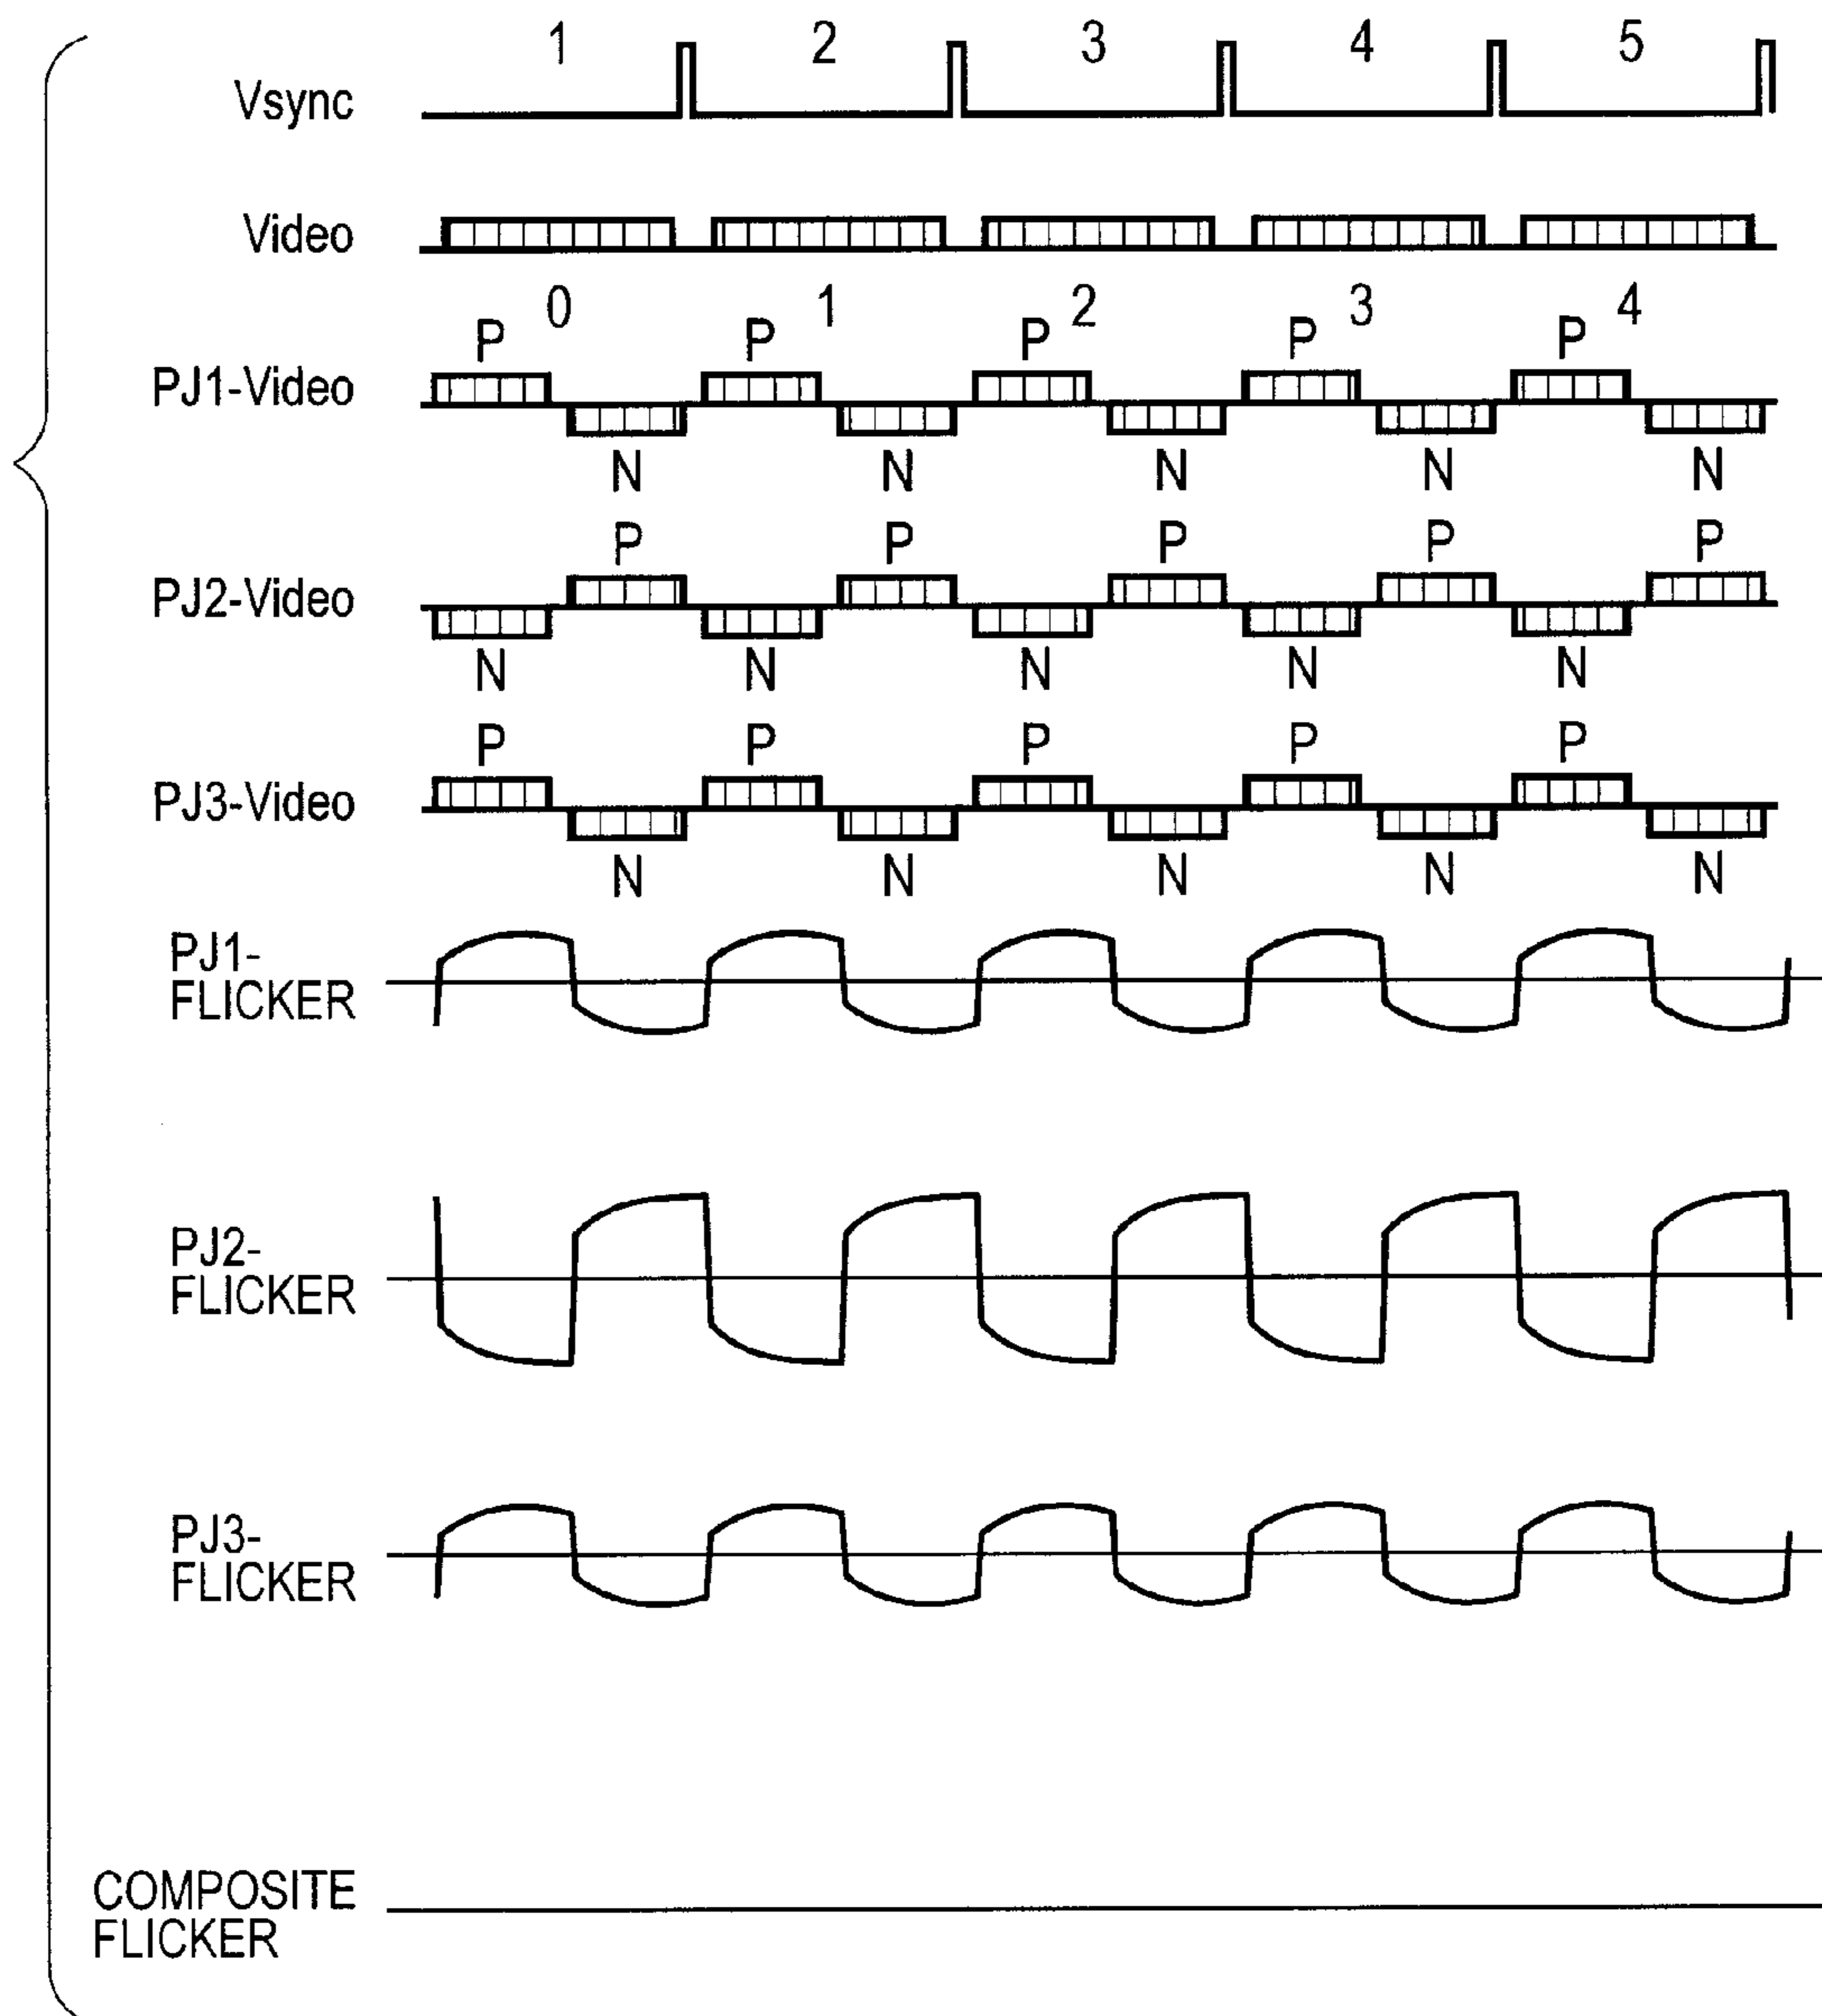 1 2 3 4 5
Vsync
Video
0 1 2 3 4
P P P P P
PJ1-Video
N N N N N
P P P P P
PJ2-Video
N N N N N
P P P P P
PJ3-Video
N N N N N
PJ1-
FLICKER
PJ2-
FLICKER
PJ3-
FLICKER
COMPOSITE
FLICKER